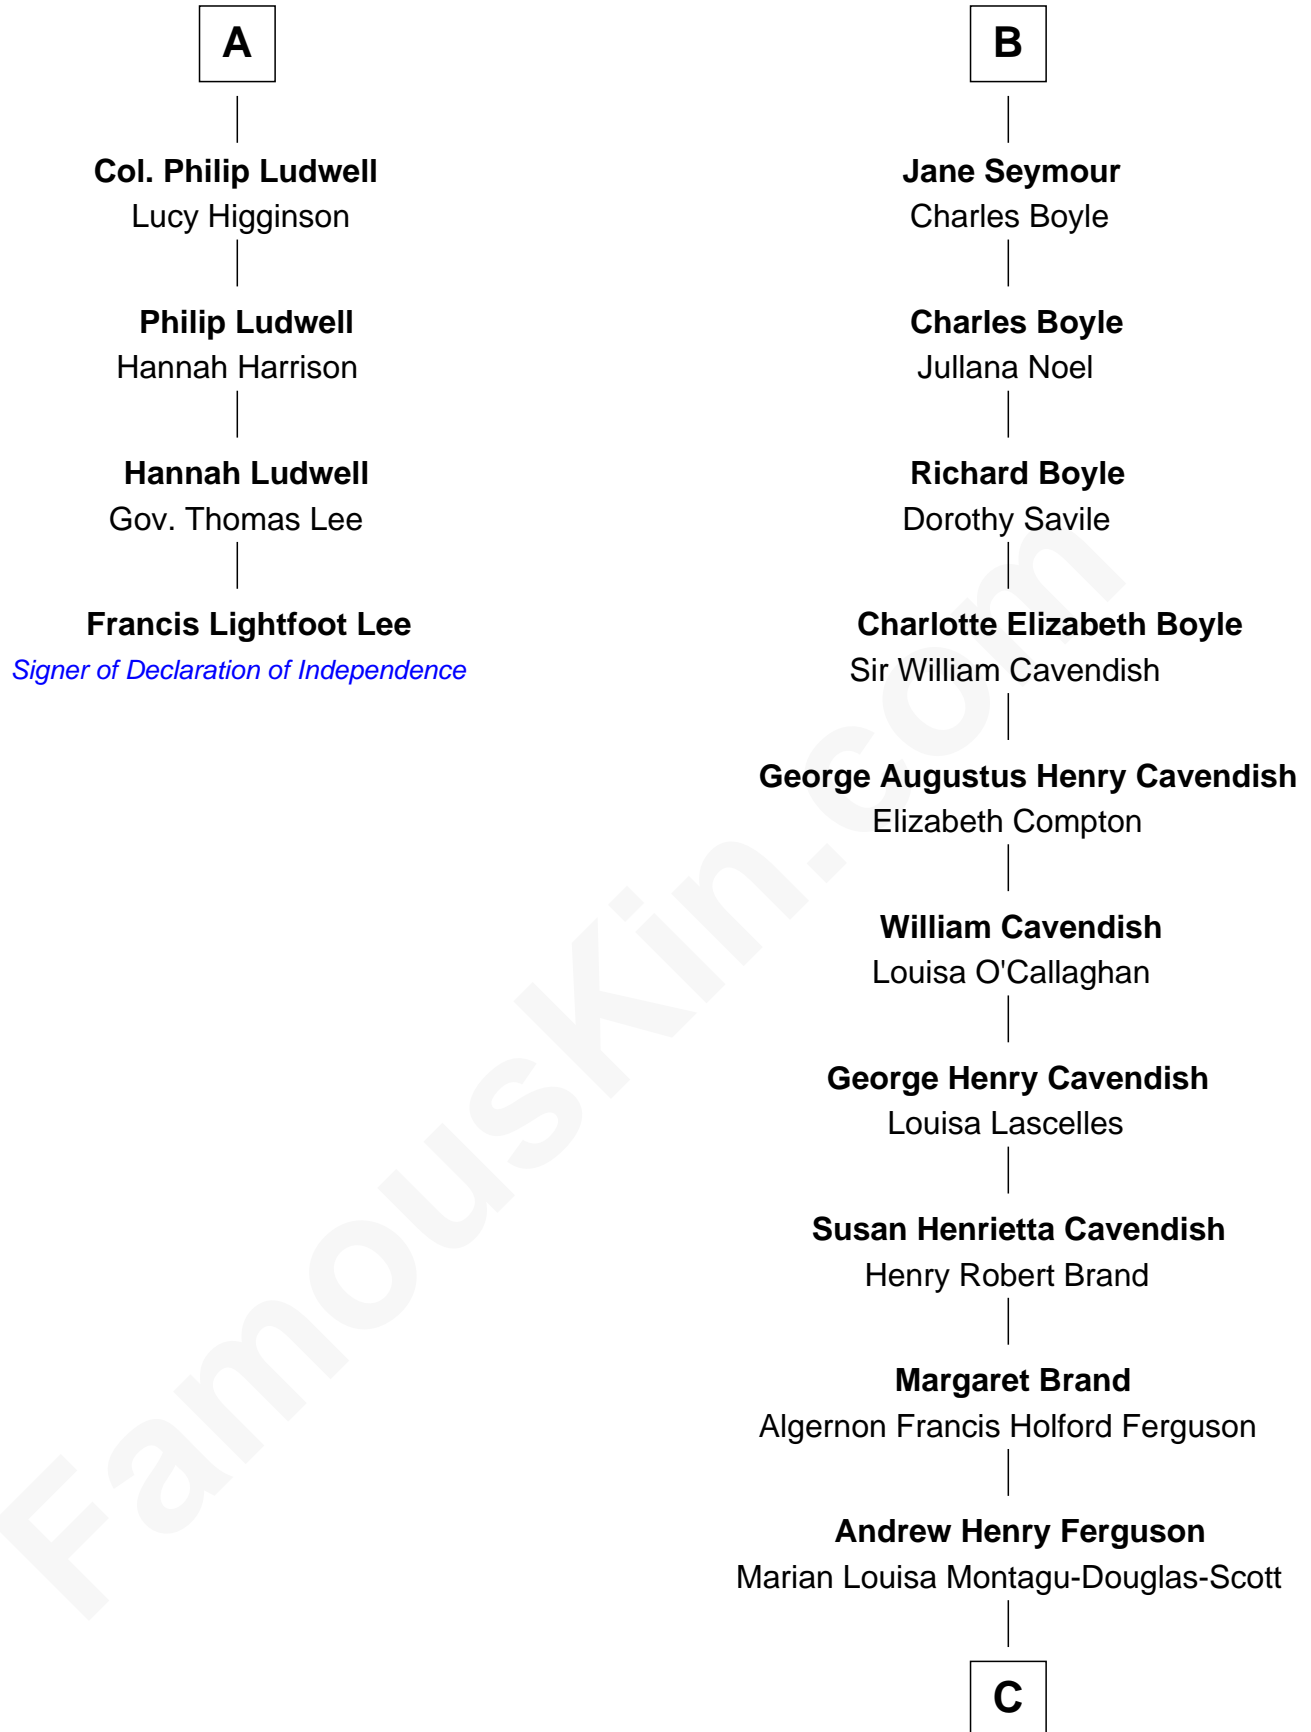 A
Col. Philip Ludwell
Lucy Higginson
Philip Ludwell
Hannah Harrison
Hannah Ludwell
Gov. Thomas Lee
Francis Lightfoot Lee
Signer of Declaration of Independence
B
Jane Seymour
Charles Boyle
Charles Boyle
Jullana Noel
Richard Boyle
Dorothy Savile
Charlotte Elizabeth Boyle
Sir William Cavendish
George Augustus Henry Cavendish
Elizabeth Compton
William Cavendish
Louisa O'Callaghan
George Henry Cavendish
Louisa Lascelles
Susan Henrietta Cavendish
Henry Robert Brand
Margaret Brand
Algernon Francis Holford Ferguson
Andrew Henry Ferguson
Marian Louisa Montagu-Douglas-Scott
C
FamousKin.com